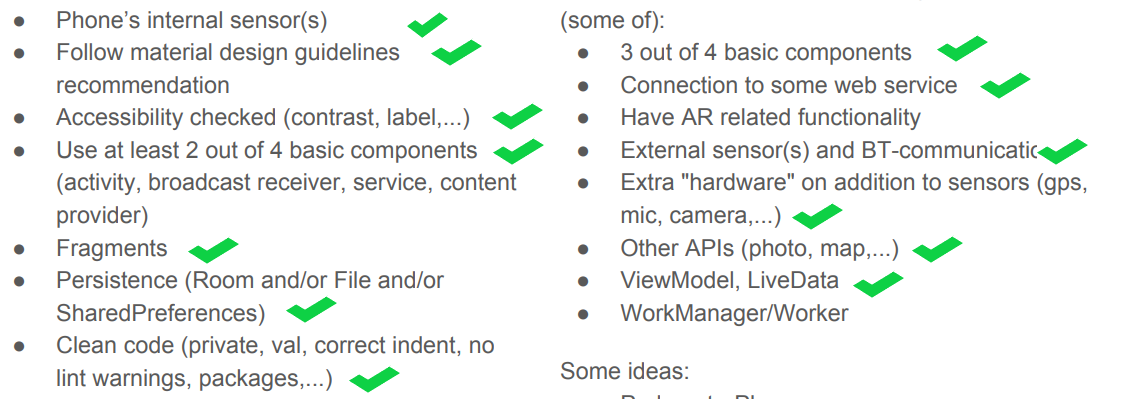 ● Phone's internal sensor(s)
● Follow material design guidelines
recommendation
● Accessibility checked (contrast, label,...)
● Use at least 2 out of 4 basic components
(activity, broadcast receiver, service, content
provider)
● Fragments
● Persistence (Room and/or File and/or
SharedPreferences)
● Clean code (private, val, correct indent, no
lint warnings, packages,...)
(some of):
● 3 out of 4 basic components
● Connection to some web service
● Have AR related functionality
● External sensor(s) and BT-communicatic
● Extra "hardware" on addition to sensors (gps,
mic, camera,...)
● Other APIs (photo, map,...)
● ViewModel, LiveData
● WorkManager/Worker
Some ideas: